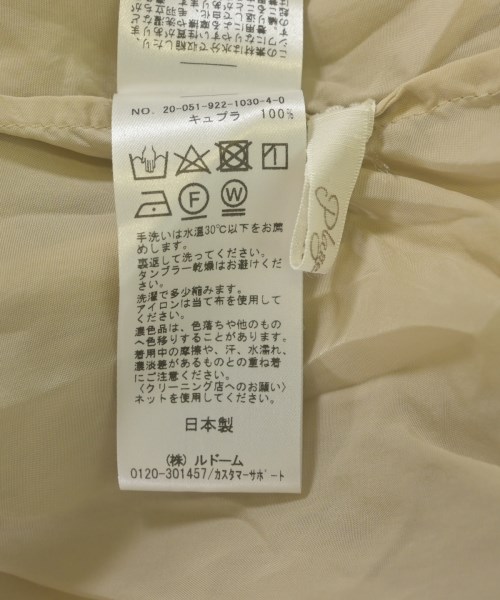 NO. 20-051-922-1030-4-0
キュプラ 100%
F
W
手洗いは水温30℃以下をお薦
めします。
裏返して洗ってください。
タンブラー乾燥はお避けくだ
さい。
洗濯で多少縮みます。
アイロンは当て布を使用して
ください。
濃色品は、色落ちや他のもの
へ色移りすることがあります。
着用中の摩擦や、汗、水濡れ、
濃淡差があるものとの重ね着
にご注意ください。
〈クリーニング店へのお願い〉
ネットを使用してください。
日本製
(株) ルドーム
0120-301457/カスタマーサポート